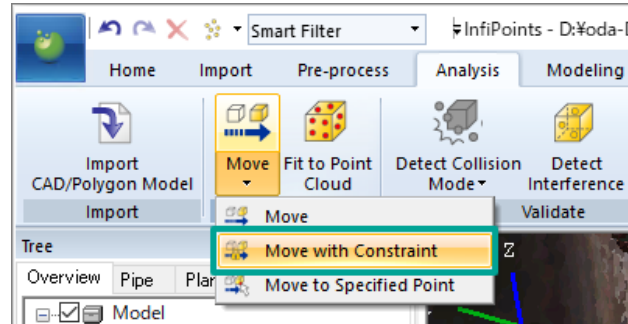 Smart Filter
InfiPoints - D:¥oda-D
Home Import Pre-process Analysis Modeling
Import CAD/Polygon Model
Move
Fit to Point Cloud
Detect Collision Mode
Detect Interference
Import
Validate
Move
Move with Constraint
Move to Specified Point
Tree
Overview Pipe Plan
Model
Z